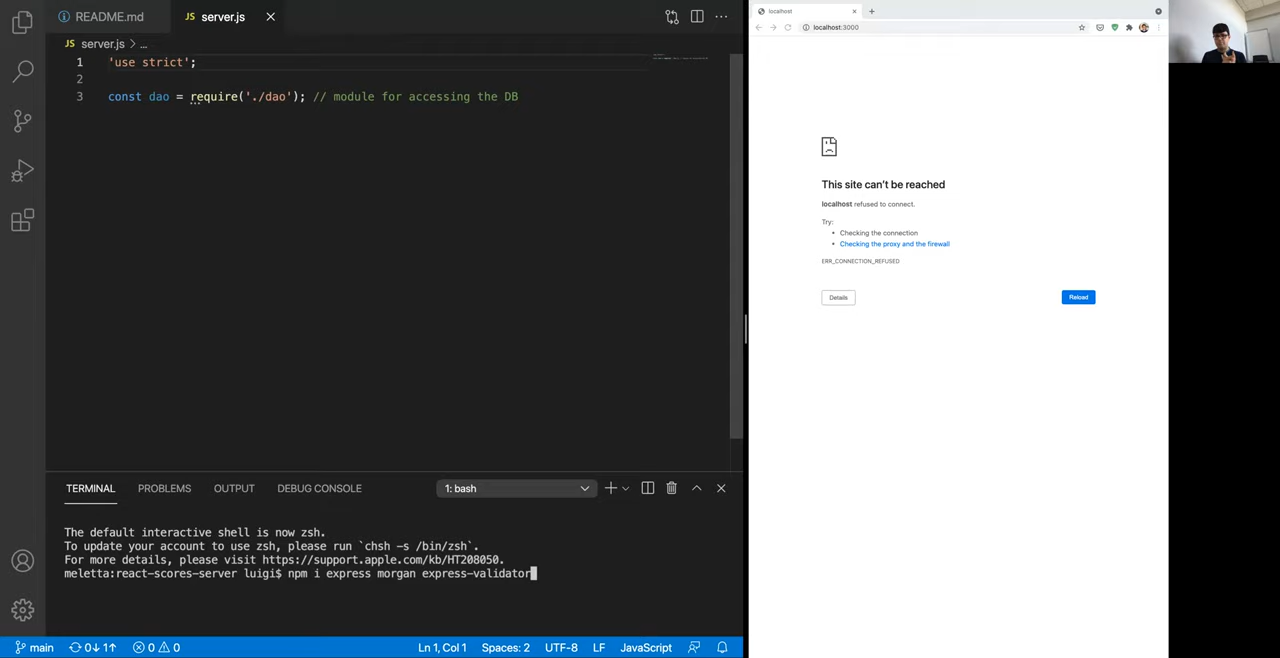 README.md
JS server.js
JS server.js > ...
1 'use strict';
2
3 const dao = require('./dao'); // module for accessing the DB
TERMINAL PROBLEMS OUTPUT DEBUG CONSOLE 1: bash
The default interactive shell is now zsh.
To update your account to use zsh, please run `chsh -s /bin/zsh`.
For more details, please visit https://support.apple.com/kb/HT208050.
meletta:react-scores-server luigi$ npm i express morgan express-validator
main 0↓ 1↑ 0 0 Ln 1, Col 1 Spaces: 2 UTF-8 LF JavaScript
localhost
localhost:3000
This site can't be reached
localhost refused to connect.
Try:
• Checking the connection
• Checking the proxy and the firewall
ERR_CONNECTION_REFUSED
Details Reload